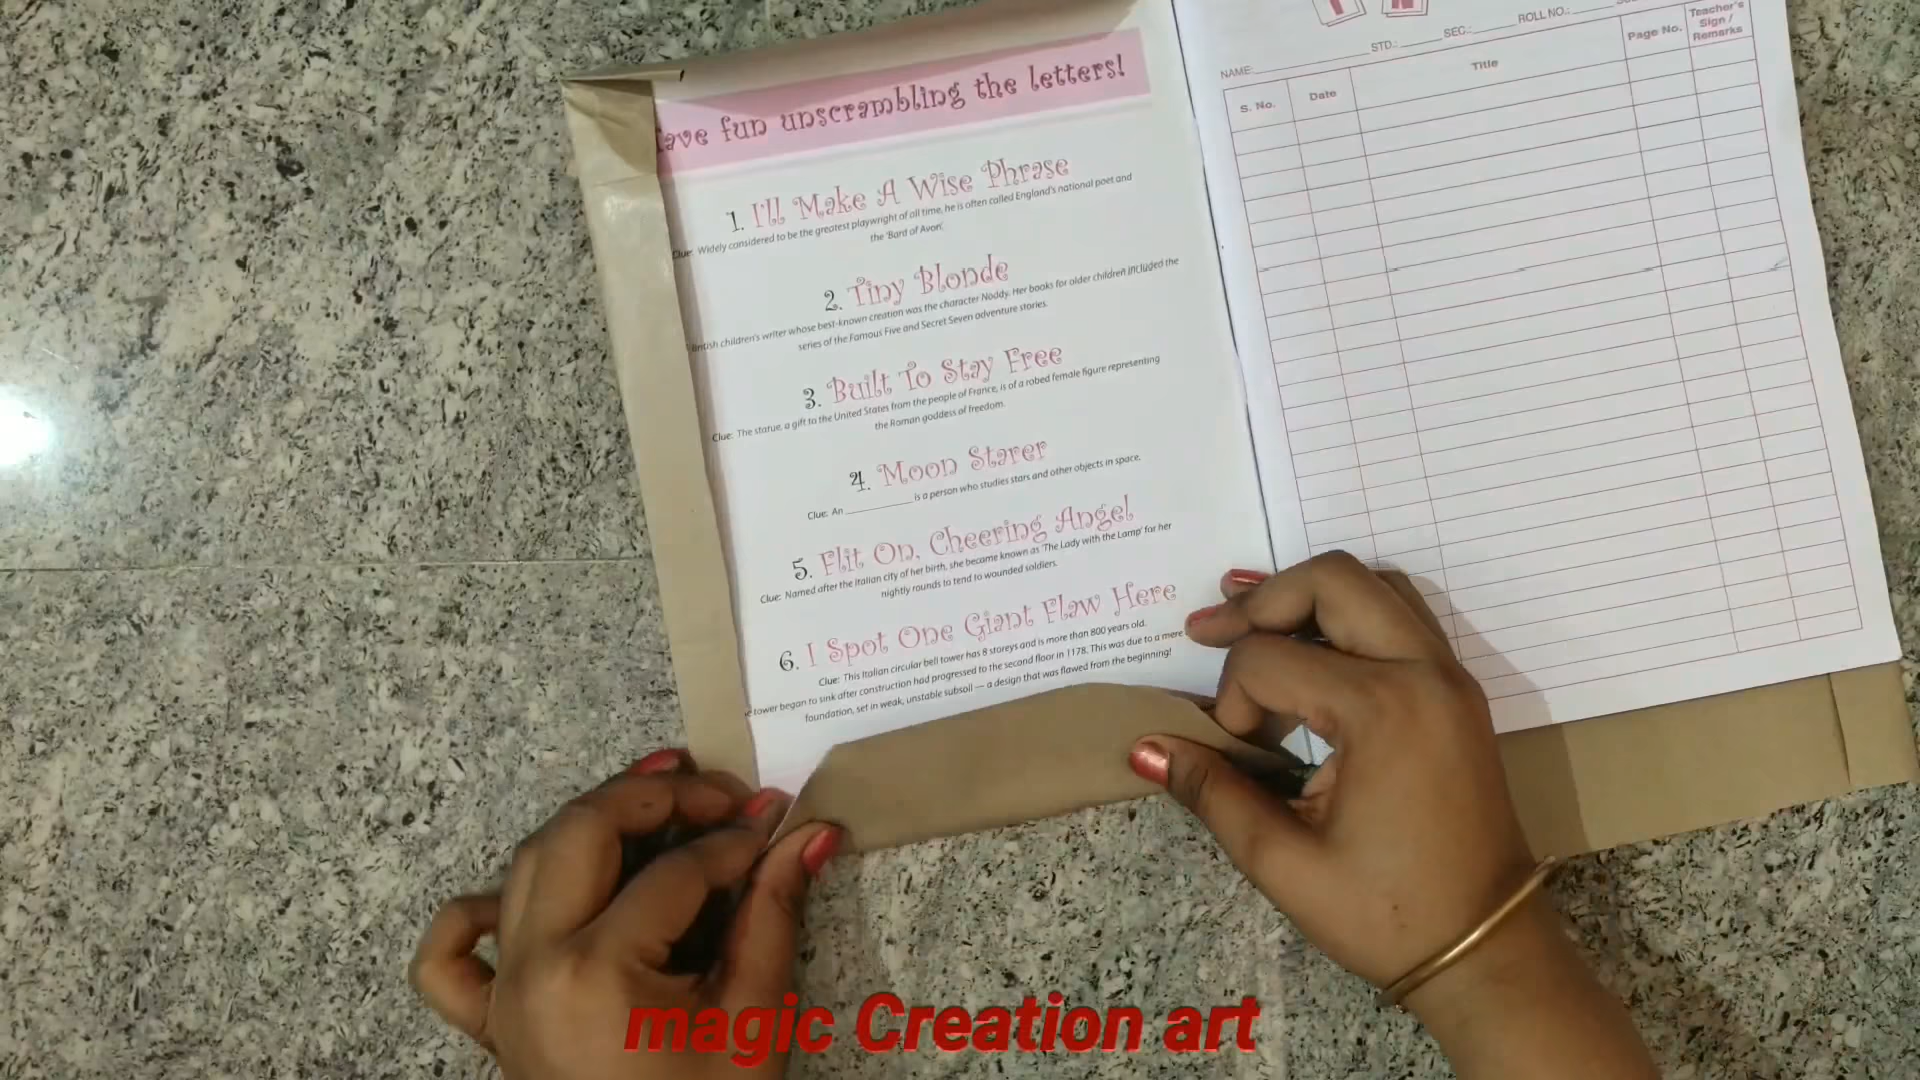 ave fun unscrambling the letters!
1. I'll Make A Wise Phrase
Clue: Widely considered to be the greatest playwright of all time, he is often called England's national poet and
the 'Bard of Avon'.
2. Tiny Blonde
British children's writer whose best-known creation was the character Noddy. Her books for older children included the
series of the Famous Five and Secret Seven adventure stories.
3. Built To Stay Free
Clue: The statue, a gift to the United States from the people of France, is of a robed female figure representing
the Roman goddess of freedom.
4. Moon Starer
Clue: An __________ is a person who studies stars and other objects in space.
5. Flit On, Cheering Angel
Clue: Named after the Italian city of her birth, she became known as 'The Lady with the Lamp' for her
nightly rounds to tend to wounded soldiers.
6. I Spot One Giant Flaw Here
Clue: This Italian circular bell tower has 8 storeys and is more than 800 years old.
e tower began to sink after construction had progressed to the second floor in 1178. This was due to a mere
foundation, set in weak, unstable subsoil — a design that was flawed from the beginning!
NAME: STD.: SEC.: ROLL NO.:
S. No. Date Title Page No. Teacher's
Sign /
Remarks
magic Creation art